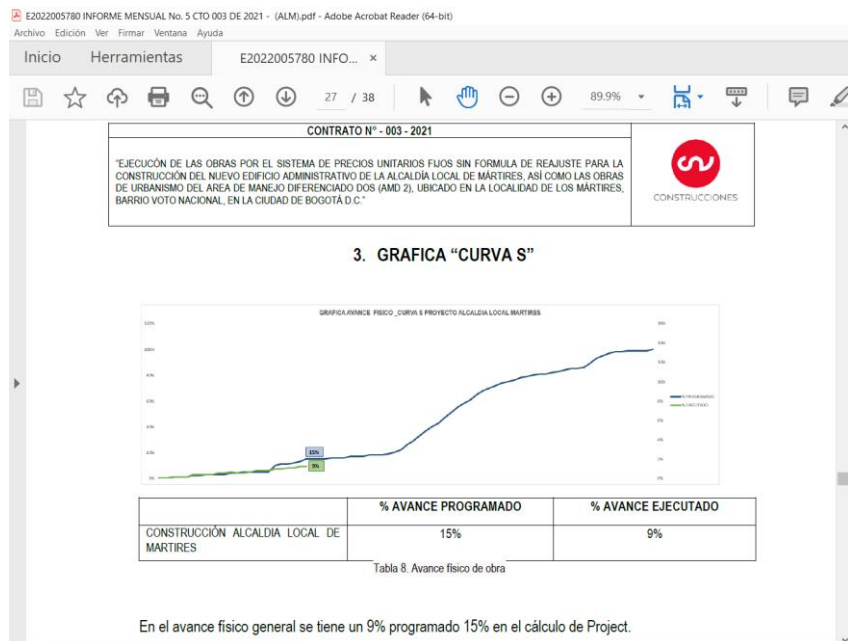 E2022005780 INFORME MENSUAL No. 5 CTO 003 DE 2021 - (ALM).pdf - Adobe Acrobat Reader (64-bit)
Archivo Edición Ver Firmar Ventana Ayuda
Inicio Herramientas E2022005780 INFO... ×
27 / 38 89.9%
CONTRATO N° - 003 - 2021
"EJECUCÓN DE LAS OBRAS POR EL SISTEMA DE PRECIOS UNITARIOS FIJOS SIN FORMULA DE REAJUSTE PARA LA
CONSTRUCCIÓN DEL NUEVO EDIFICIO ADMINISTRATIVO DE LA ALCALDÍA LOCAL DE MÁRTIRES, ASÍ COMO LAS OBRAS
DE URBANISMO DEL AREA DE MANEJO DIFERENCIADO DOS (AMD 2), UBICADO EN LA LOCALIDAD DE LOS MÁRTIRES,
BARRIO VOTO NACIONAL, EN LA CIUDAD DE BOGOTÁ D.C."
CONSTRUCCIONES
3. GRAFICA “CURVA S”
GRAFICA AVANCE FISICO _CURVA S PROYECTO ALCALDIA LOCAL MARTIRES
120%
100%
15%
9%
% PROGRAMADO
% EJECUTADO
% AVANCE PROGRAMADO % AVANCE EJECUTADO
CONSTRUCCIÓN ALCALDIA LOCAL DE 15% 9%
MARTIRES
Tabla 8. Avance físico de obra
En el avance físico general se tiene un 9% programado 15% en el cálculo de Project.